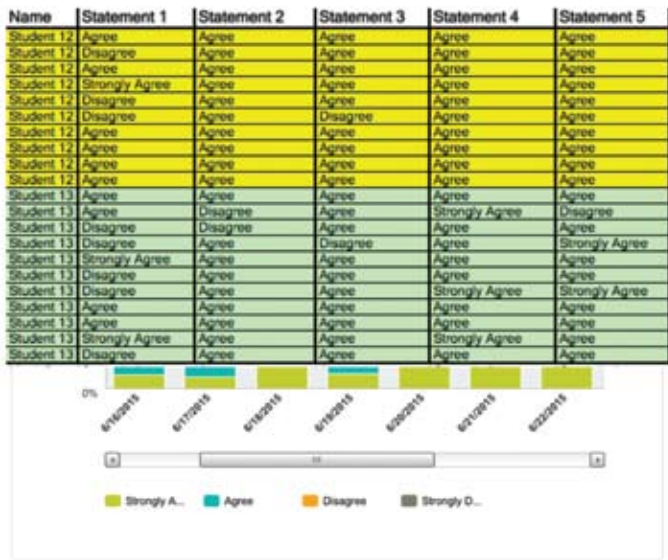 Name Statement 1 Statement 2 Statement 3 Statement 4 Statement 5
Student 12 Agree Agree Agree Agree Agree
Student 12 Disagree Agree Agree Agree Agree
Student 12 Agree Agree Agree Agree Agree
Student 12 Strongly Agree Agree Agree Agree Agree
Student 12 Disagree Agree Agree Agree Agree
Student 12 Disagree Agree Disagree Agree Agree
Student 12 Agree Agree Agree Agree Agree
Student 12 Agree Agree Agree Agree Agree
Student 12 Agree Agree Agree Agree Agree
Student 12 Agree Agree Agree Agree Agree
Student 13 Agree Agree Agree Agree Agree
Student 13 Agree Disagree Agree Strongly Agree Disagree
Student 13 Disagree Disagree Agree Agree Agree
Student 13 Disagree Agree Disagree Agree Strongly Agree
Student 13 Strongly Agree Agree Agree Agree Agree
Student 13 Disagree Agree Agree Agree Agree
Student 13 Disagree Agree Agree Strongly Agree Strongly Agree
Student 13 Agree Agree Agree Agree Agree
Student 13 Agree Agree Agree Agree Agree
Student 13 Strongly Agree Agree Agree Strongly Agree Agree
Student 13 Disagree Agree Agree Agree Agree
0%
6/16/2015 6/17/2015 6/18/2015 6/19/2015 6/20/2015 6/21/2015 6/22/2015
Strongly A... Agree Disagree Strongly D...